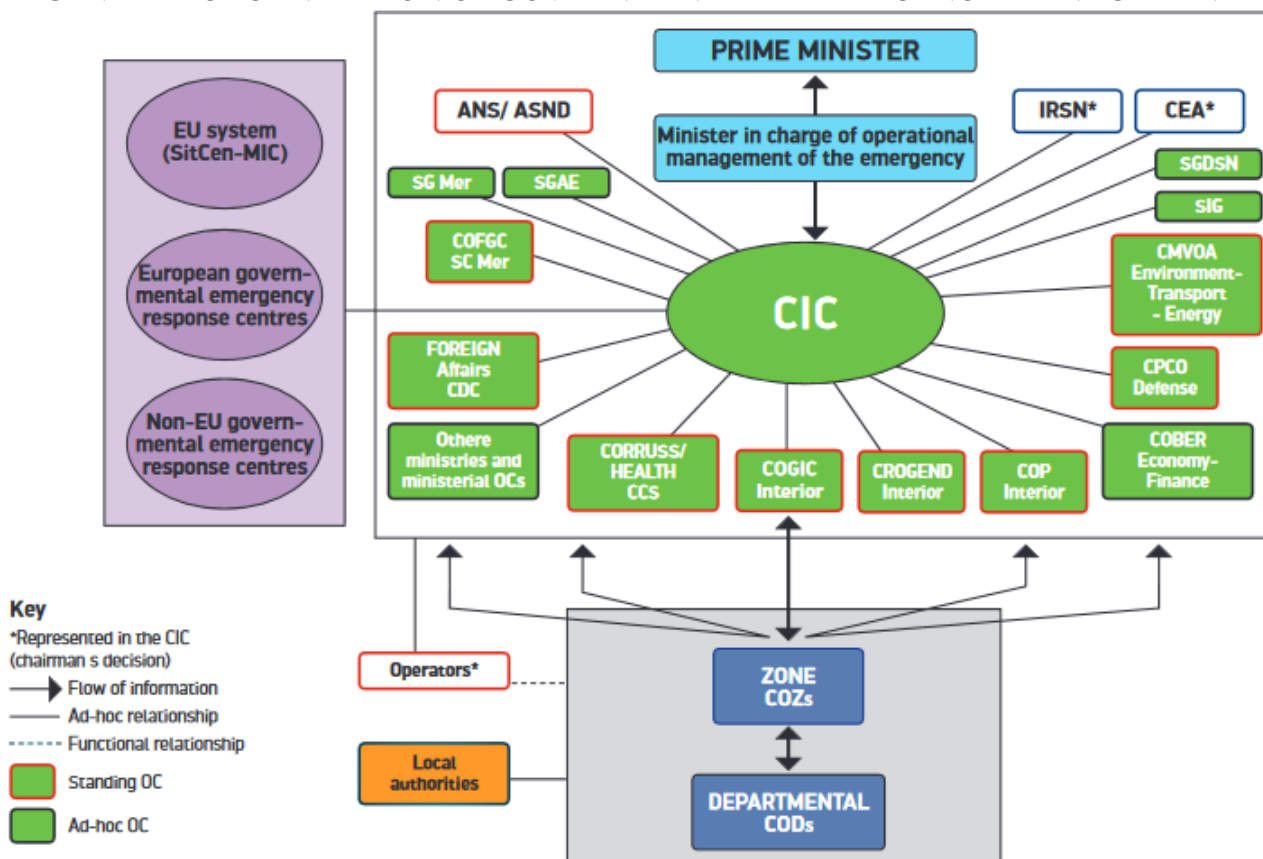 PRIME MINISTER
Minister in charge of operational
management of the emergency
ANS/ ASND
IRSN*
CEA*
SG Mer
SGAE
SGDSN
SIG
COFGC
SC Mer
CMVOA
Environment-
Transport
- Energy
CIC
FOREIGN
Affairs
CDC
CPCO
Defense
Othere
ministries and
ministerial OCs
CORRUSS/
HEALTH
CCS
COGIC
Interior
CROGEND
Interior
COP
Interior
COBER
Economy-
Finance
EU system
(SitCen-MIC)
European govern-
mental emergency
response centres
Non-EU govern-
mental emergency
response centres
Key
*Represented in the CIC
(chairman s decision)
Flow of information
Ad-hoc relationship
Functional relationship
Standing OC
Ad-hoc OC
Operators*
Local
authorities
ZONE
COZs
DEPARTMENTAL
CODs